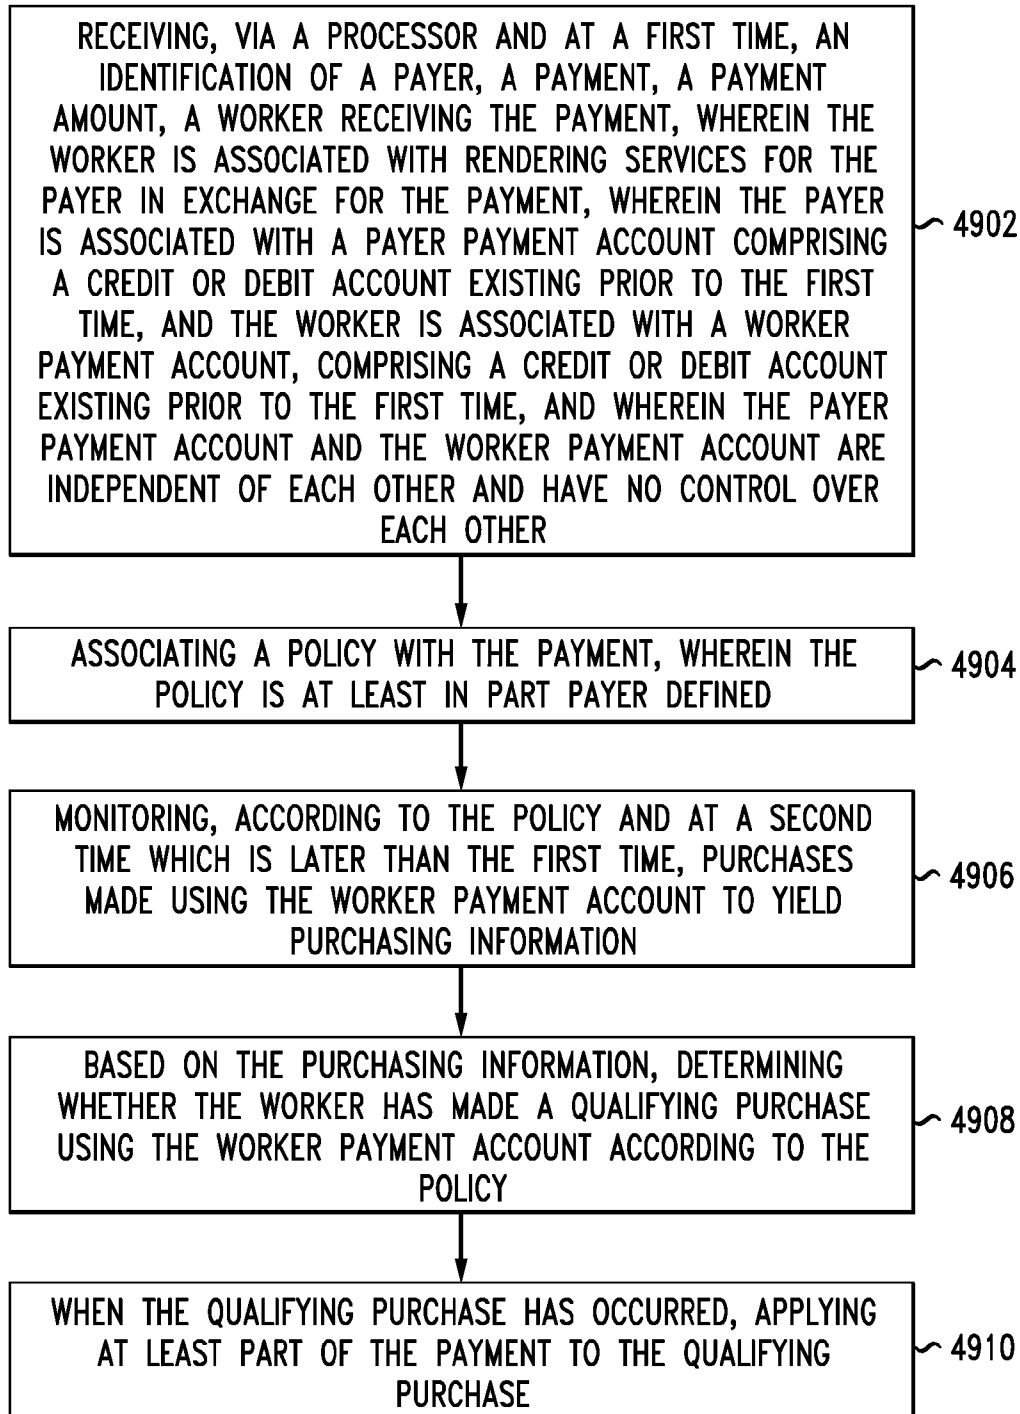 RECEIVING, VIA A PROCESSOR AND AT A FIRST TIME, AN
IDENTIFICATION OF A PAYER, A PAYMENT, A PAYMENT
AMOUNT, A WORKER RECEIVING THE PAYMENT, WHEREIN THE
WORKER IS ASSOCIATED WITH RENDERING SERVICES FOR THE
PAYER IN EXCHANGE FOR THE PAYMENT, WHEREIN THE PAYER
IS ASSOCIATED WITH A PAYER PAYMENT ACCOUNT COMPRISING
A CREDIT OR DEBIT ACCOUNT EXISTING PRIOR TO THE FIRST
TIME, AND THE WORKER IS ASSOCIATED WITH A WORKER
PAYMENT ACCOUNT, COMPRISING A CREDIT OR DEBIT ACCOUNT
EXISTING PRIOR TO THE FIRST TIME, AND WHEREIN THE PAYER
PAYMENT ACCOUNT AND THE WORKER PAYMENT ACCOUNT ARE
INDEPENDENT OF EACH OTHER AND HAVE NO CONTROL OVER
EACH OTHER
4902
ASSOCIATING A POLICY WITH THE PAYMENT, WHEREIN THE
POLICY IS AT LEAST IN PART PAYER DEFINED
4904
MONITORING, ACCORDING TO THE POLICY AND AT A SECOND
TIME WHICH IS LATER THAN THE FIRST TIME, PURCHASES
MADE USING THE WORKER PAYMENT ACCOUNT TO YIELD
PURCHASING INFORMATION
4906
BASED ON THE PURCHASING INFORMATION, DETERMINING
WHETHER THE WORKER HAS MADE A QUALIFYING PURCHASE
USING THE WORKER PAYMENT ACCOUNT ACCORDING TO THE
POLICY
4908
WHEN THE QUALIFYING PURCHASE HAS OCCURRED, APPLYING
AT LEAST PART OF THE PAYMENT TO THE QUALIFYING
PURCHASE
4910